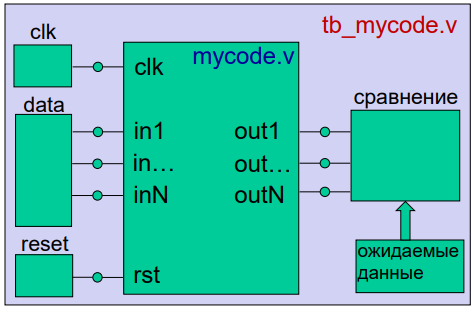 tb_mycode.v
clk
mycode.v
clk
data
in1
in...
inN
out1
out...
outN
сравнение
reset
rst
ожидаемые
данные